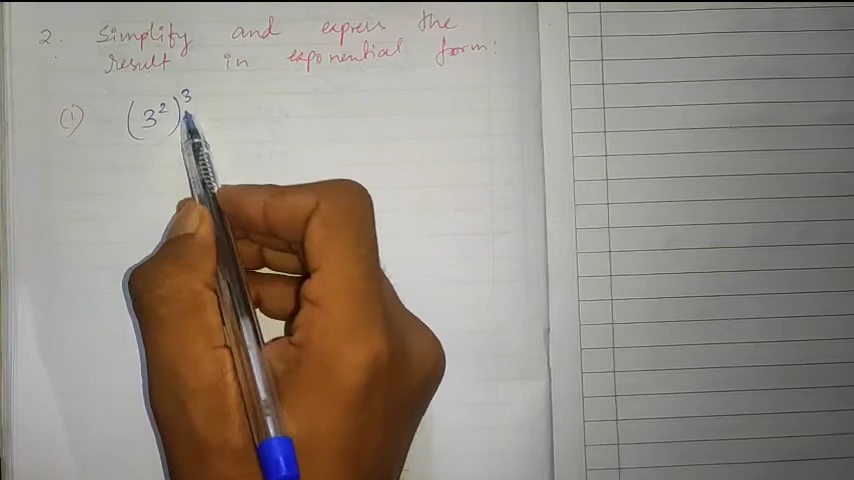 2. Simplify and express the
result in exponential form:
(i) (3²)³